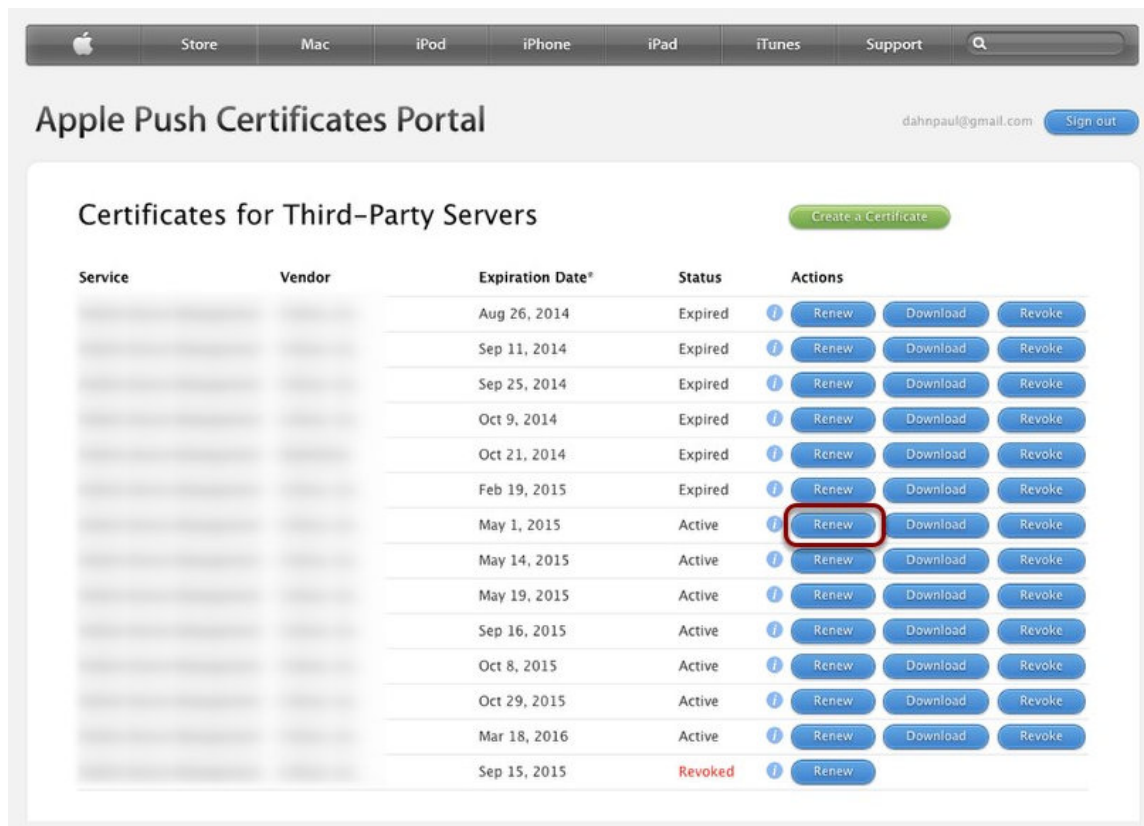 Store Mac iPod iPhone iPad iTunes Support
Apple Push Certificates Portal dahnpaul@gmail.com Sign out
Certificates for Third-Party Servers Create a Certificate
Service Vendor Expiration Date* Status Actions
Aug 26, 2014 Expired i Renew Download Revoke
Sep 11, 2014 Expired i Renew Download Revoke
Sep 25, 2014 Expired i Renew Download Revoke
Oct 9, 2014 Expired i Renew Download Revoke
Oct 21, 2014 Expired i Renew Download Revoke
Feb 19, 2015 Expired i Renew Download Revoke
May 1, 2015 Active i Renew Download Revoke
May 14, 2015 Active i Renew Download Revoke
May 19, 2015 Active i Renew Download Revoke
Sep 16, 2015 Active i Renew Download Revoke
Oct 8, 2015 Active i Renew Download Revoke
Oct 29, 2015 Active i Renew Download Revoke
Mar 18, 2016 Active i Renew Download Revoke
Sep 15, 2015 Revoked i Renew